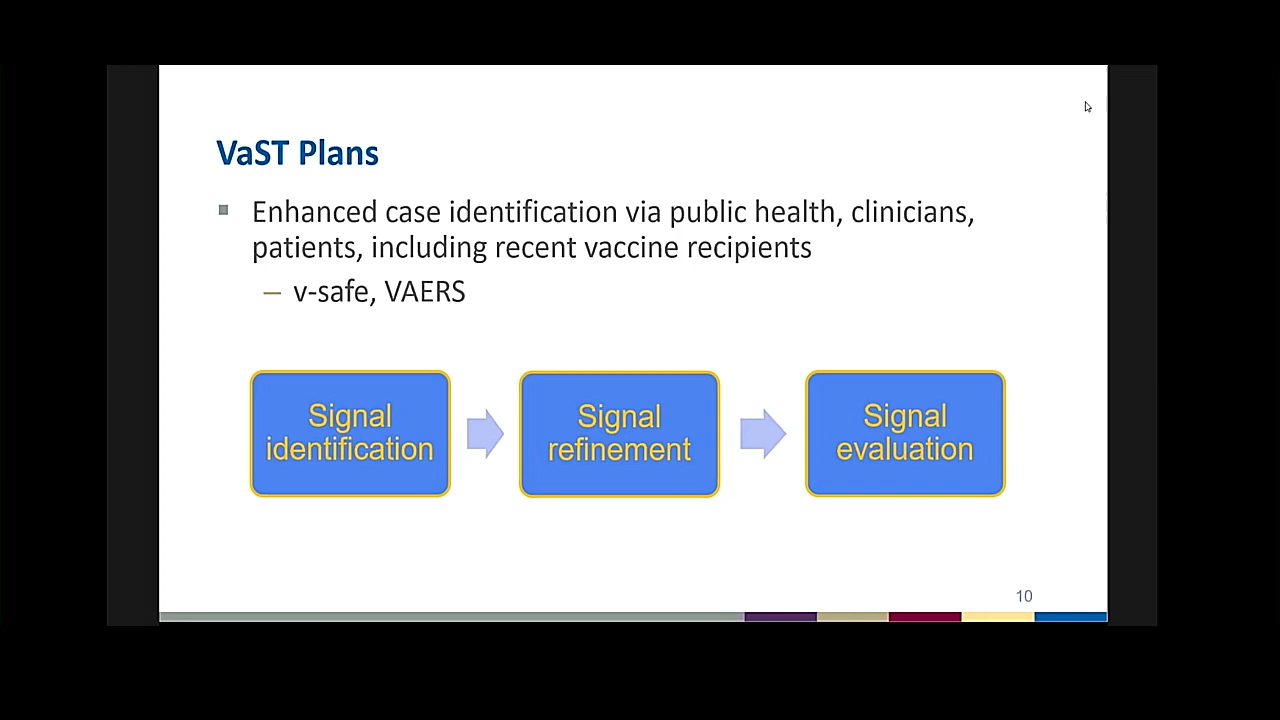 VaST Plans
Enhanced case identification via public health, clinicians,
patients, including recent vaccine recipients
– v-safe, VAERS
Signal
identification
Signal
refinement
Signal
evaluation
10